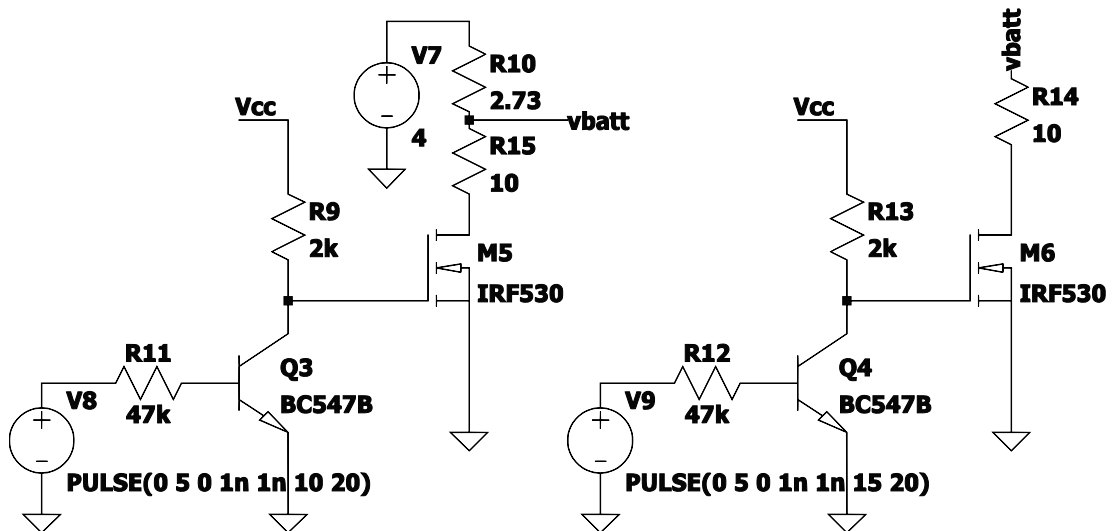 V7
4
R10
2.73
vbatt
R15
10
Vcc
R9
2k
M5
IRF530
R11
47k
V8
Q3
BC547B
PULSE(0 5 0 1n 1n 10 20)
vbatt
R14
10
Vcc
R13
2k
M6
IRF530
R12
47k
V9
Q4
BC547B
PULSE(0 5 0 1n 1n 15 20)